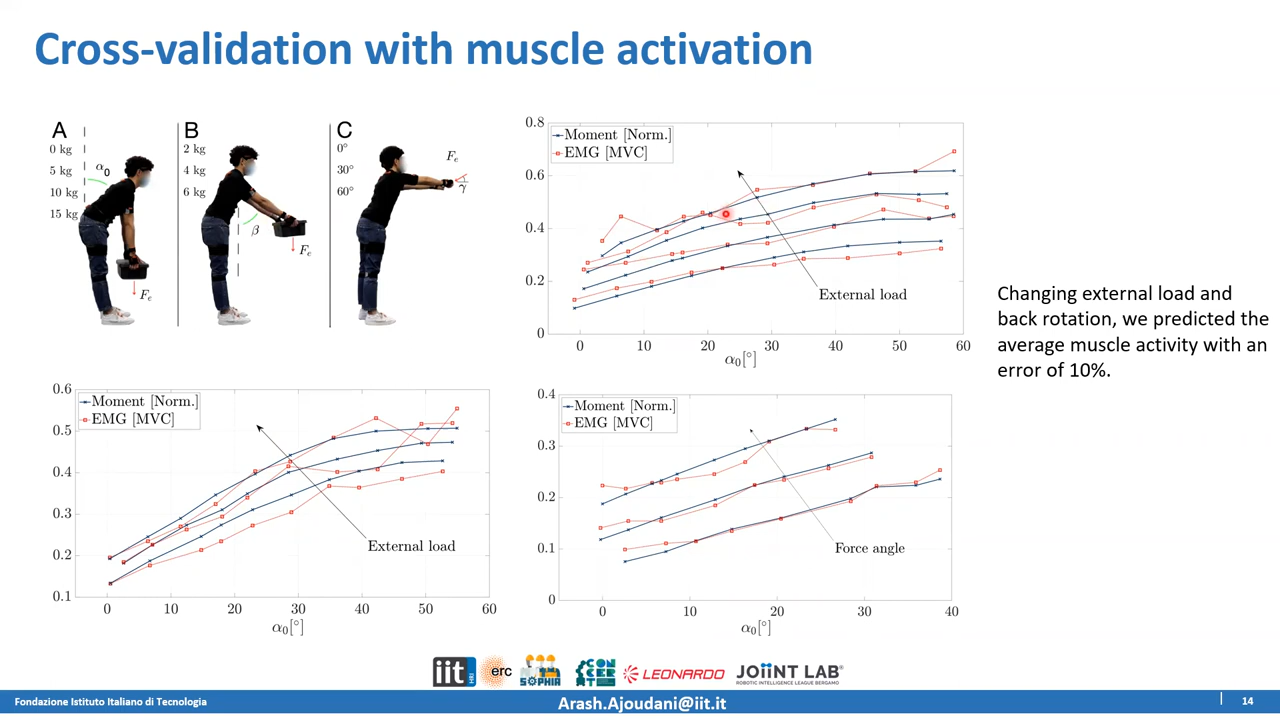 Cross-validation with muscle activation
A
0 kg
5 kg
10 kg
15 kg
α0
Fe
B
2 kg
4 kg
6 kg
β
Fe
C
0°
30°
60°
Fe
γ
0.8
0.6
0.4
0.2
0
Moment [Norm.]
EMG [MVC]
External load
0 10 20 30 40 50 60
α0[°]
Changing external load and
back rotation, we predicted the
average muscle activity with an
error of 10%.
0.6
0.5
0.4
0.3
0.2
0.1
Moment [Norm.]
EMG [MVC]
External load
0 10 20 30 40 50 60
α0[°]
0.4
0.3
0.2
0.1
0
Moment [Norm.]
EMG [MVC]
Force angle
0 10 20 30 40
α0[°]
iit
HRI
erc
SOPHIA
CONCERT
LEONARDO
JOiiNT LAB
ROBOTIC INTELLIGENCE LEAGUE BERGAMO
Fondazione Istituto Italiano di Tecnologia
Arash.Ajoudani@iit.it
14